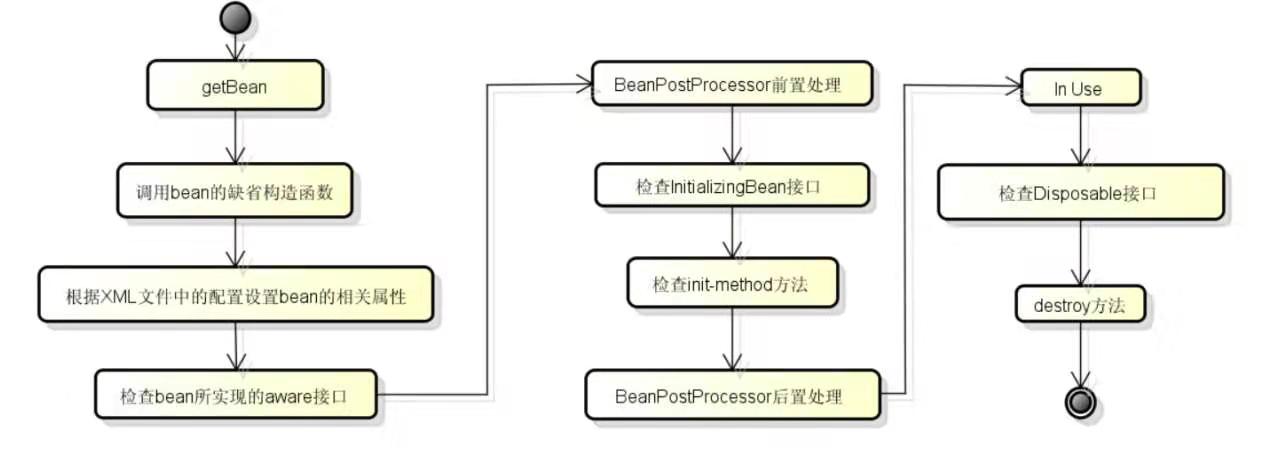 getBean
调用bean的缺省构造函数
根据XML文件中的配置设置bean的相关属性
检查bean所实现的aware接口
BeanPostProcessor前置处理
检查InitializingBean接口
检查init-method方法
BeanPostProcessor后置处理
In Use
检查Disposable接口
destroy方法